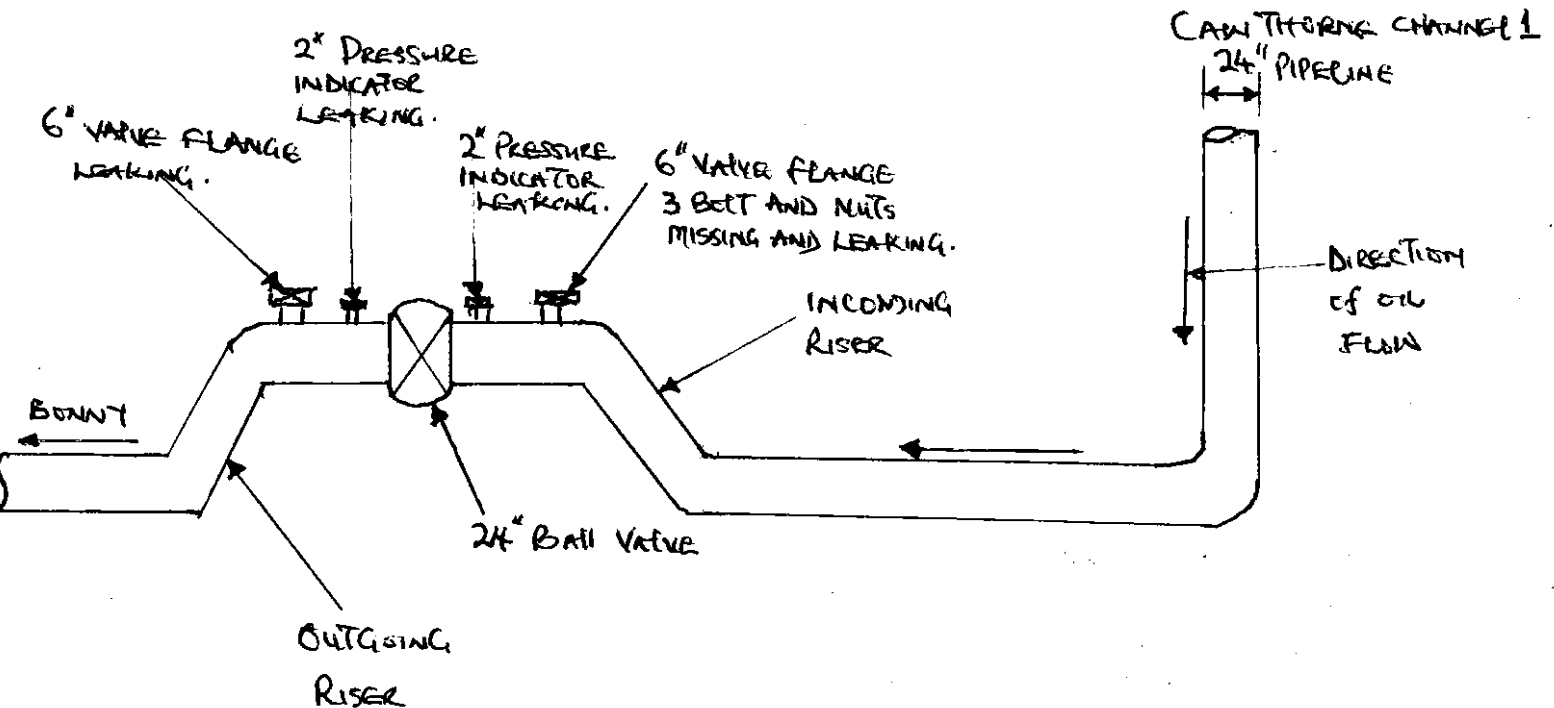 CAWTHORNE CHANNEL 1
24" PIPELINE
2" PRESSURE
INDICATOR
LEAKING.
6" VALVE FLANGE
LEAKING.
2" PRESSURE
INDICATOR
LEAKING.
6" VALVE FLANGE
3 BOLT AND NUTS
MISSING AND LEAKING.
INCOMING
RISER
DIRECTION
of OIL
FLOW
BONNY
24" BALL VALVE
OUTGOING
RISER